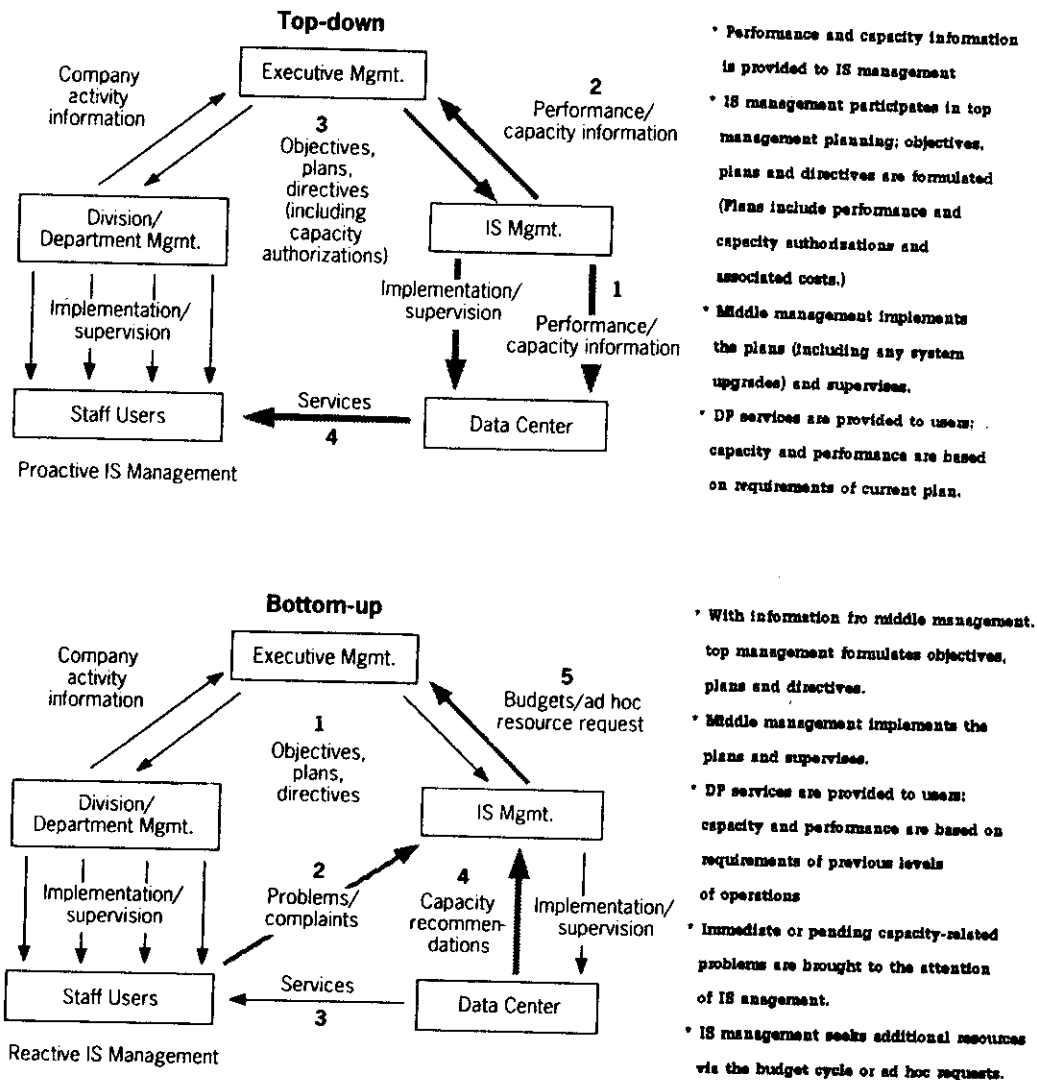 Top-down
Executive Mgmt.
Company
activity
information
2
Performance/
capacity information
3
Objectives,
plans,
directives
(including
capacity
authorizations)
Division/
Department Mgmt.
IS Mgmt.
Implementation/
supervision
Implementation/
supervision
1
Performance/
capacity information
Staff Users
Services
4
Data Center
Proactive IS Management
* Performance and capacity information
is provided to IS management
* IS management participates in top
management planning; objectives,
plans and directives are formulated
(Plans include performance and
capacity authorisations and
associated costs.)
* Middle management implements
the plans (including any system
upgrades) and supervises.
* DP services are provided to users;
capacity and performance are based
on requirements of current plan.
Bottom-up
Executive Mgmt.
Company
activity
information
5
Budgets/ad hoc
resource request
1
Objectives,
plans,
directives
Division/
Department Mgmt.
IS Mgmt.
Implementation/
supervision
2
Problems/
complaints
4
Capacity
recommen-
dations
Implementation/
supervision
Staff Users
Services
3
Data Center
Reactive IS Management
* With information fro middle management.
top management formulates objectives,
plans and directives.
* Middle management implements the
plans and supervises.
* DP services are provided to users;
capacity and performance are based on
requirements of previous levels
of operations
* Immediate or pending capacity-related
problems are brought to the attention
of IS anagement.
* IS management seeks additional resources
via the budget cycle or ad hoc requests.